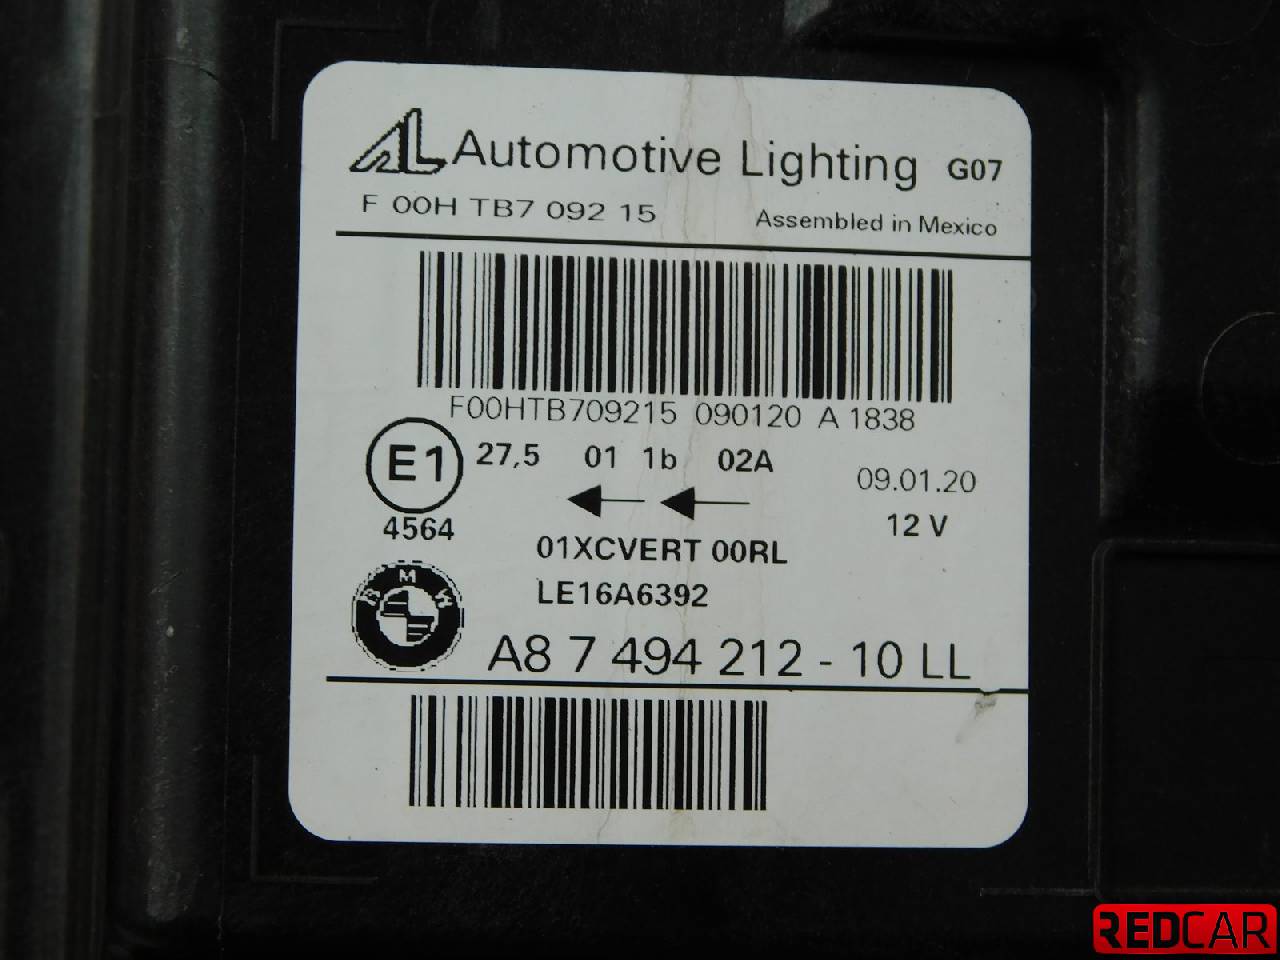 AL Automotive Lighting G07
F 00H TB7 092 15 Assembled in Mexico
F00HTB709215 090120 A 1838
E1 27,5 01 1b 02A 09.01.20
4564 12 V
01XCVERT 00RL
LE16A6392
BMW
A8 7 494 212 - 10 LL
REDCAR